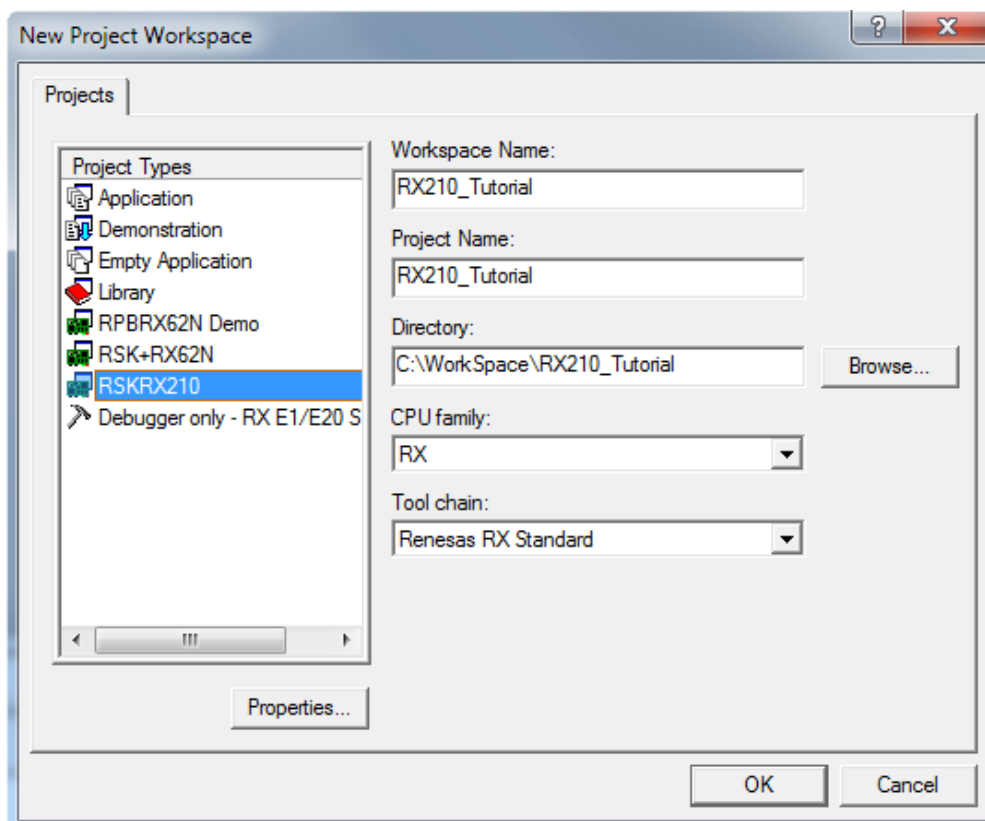 New Project Workspace
Projects
Project Types
Application
Demonstration
Empty Application
Library
RPBRX62N Demo
RSK+RX62N
RSKRX210
Debugger only - RX E1/E20 S
Properties...
Workspace Name:
RX210_Tutorial
Project Name:
RX210_Tutorial
Directory:
C:\WorkSpace\RX210_Tutorial
Browse...
CPU family:
RX
Tool chain:
Renesas RX Standard
OK
Cancel